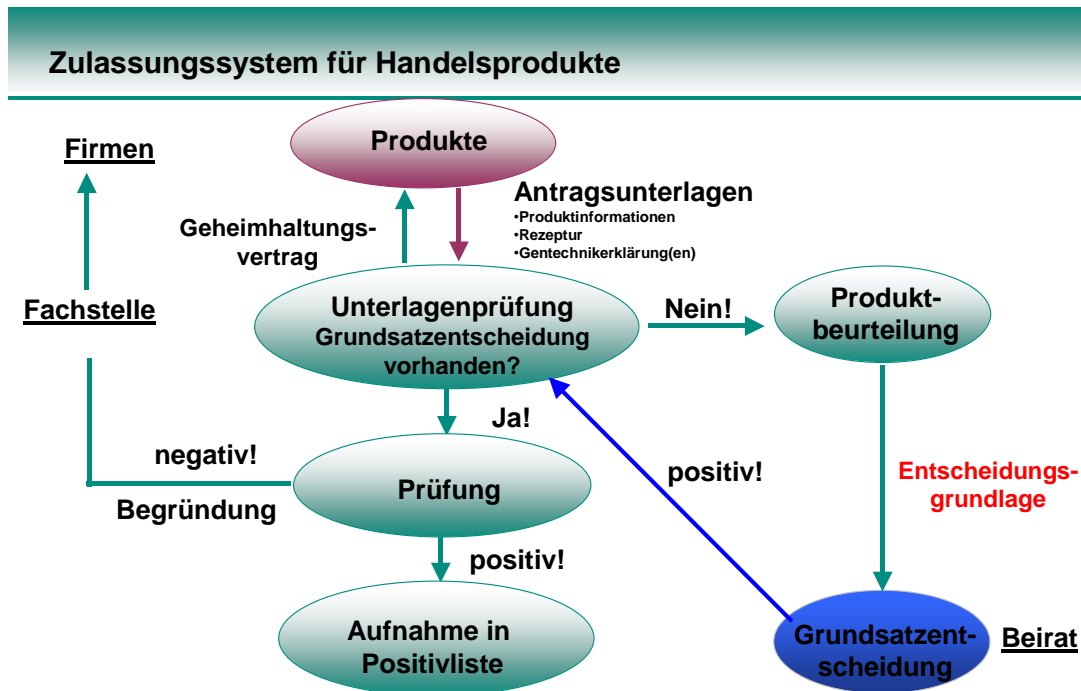 Zulassungssystem für Handelsprodukte
Produkte
Firmen
Antragsunterlagen
•Produktinformationen
•Rezeptur
•Gentechnikerklärung(en)
Geheimhaltungs-
vertrag
Fachstelle
Unterlagenprüfung
Grundsatzentscheidung
vorhanden?
Nein!
Produkt-
beurteilung
Ja!
negativ!
Begründung
Prüfung
positiv!
Entscheidungs-
grundlage
positiv!
Aufnahme in
Positivliste
Grundsatzent-
scheidung
Beirat